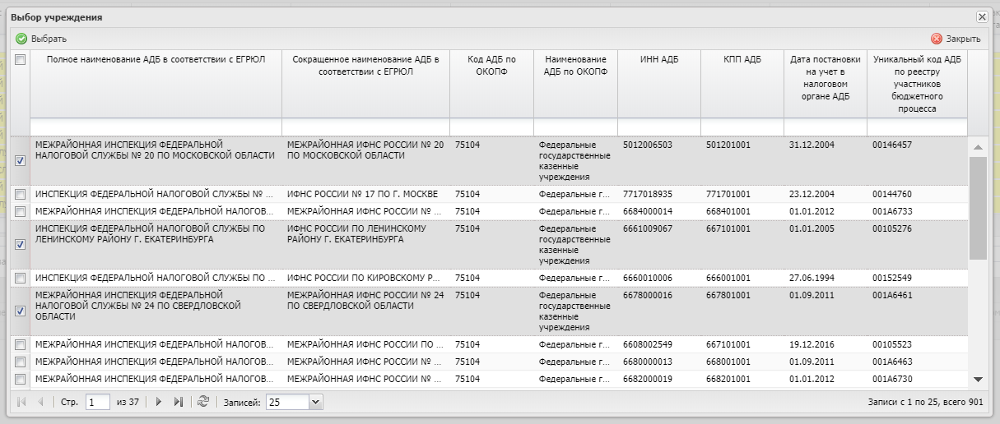 Выбор учреждения
Выбрать
Закрыть
Полное наименование АДБ в соответствии с ЕГРЮЛ
Сокращенное наименование АДБ в
соответствии с ЕГРЮЛ
Код АДБ по
ОКОПФ
Наименование
АДБ по ОКОПФ
ИНН АДБ
КПП АДБ
Дата постановки
на учет в
налоговом
органе АДБ
Уникальный код АДБ
по реестру
участников
бюджетного
процесса
МЕЖРАЙОННАЯ ИНСПЕКЦИЯ ФЕДЕРАЛЬНОЙ
НАЛОГОВОЙ СЛУЖБЫ № 20 ПО МОСКОВСКОЙ ОБЛАСТИ
МЕЖРАЙОННАЯ ИФНС РОССИИ № 20
ПО МОСКОВСКОЙ ОБЛАСТИ
75104
Федеральные
государственные
казенные
учреждения
5012006503
501201001
31.12.2004
00146457
ИНСПЕКЦИЯ ФЕДЕРАЛЬНОЙ НАЛОГОВОЙ СЛУЖБЫ № ...
ИФНС РОССИИ № 17 ПО Г. МОСКВЕ
75104
Федеральные г...
7717018935
771701001
23.12.2004
00144760
МЕЖРАЙОННАЯ ИНСПЕКЦИЯ ФЕДЕРАЛЬНОЙ НАЛОГОВ...
МЕЖРАЙОННАЯ ИФНС РОССИИ № ...
75104
Федеральные г...
6684000014
668401001
01.01.2012
001A6733
ИНСПЕКЦИЯ ФЕДЕРАЛЬНОЙ НАЛОГОВОЙ СЛУЖБЫ ПО
ЛЕНИНСКОМУ РАЙОНУ Г. ЕКАТЕРИНБУРГА
ИФНС РОССИИ ПО ЛЕНИНСКОМУ
РАЙОНУ Г. ЕКАТЕРИНБУРГА
75104
Федеральные
государственные
казенные
учреждения
6661009067
667101001
01.01.2005
00105276
ИНСПЕКЦИЯ ФЕДЕРАЛЬНОЙ НАЛОГОВОЙ СЛУЖБЫ ПО ...
ИФНС РОССИИ ПО КИРОВСКОМУ Р...
75104
Федеральные г...
6660010006
666001001
27.06.1994
00152549
МЕЖРАЙОННАЯ ИНСПЕКЦИЯ ФЕДЕРАЛЬНОЙ
НАЛОГОВОЙ СЛУЖБЫ № 24 ПО СВЕРДЛОВСКОЙ
ОБЛАСТИ
МЕЖРАЙОННАЯ ИФНС РОССИИ № 24
ПО СВЕРДЛОВСКОЙ ОБЛАСТИ
75104
Федеральные
государственные
казенные
учреждения
6678000016
667801001
01.09.2011
001A6461
МЕЖРАЙОННАЯ ИНСПЕКЦИЯ ФЕДЕРАЛЬНОЙ НАЛОГОВ...
МЕЖРАЙОННАЯ ИФНС РОССИИ ПО ...
75104
Федеральные г...
6608002549
667101001
19.12.2016
00105523
МЕЖРАЙОННАЯ ИНСПЕКЦИЯ ФЕДЕРАЛЬНОЙ НАЛОГОВ...
МЕЖРАЙОННАЯ ИФНС РОССИИ № ...
75104
Федеральные г...
6680000013
668001001
01.09.2011
001A6463
МЕЖРАЙОННАЯ ИНСПЕКЦИЯ ФЕДЕРАЛЬНОЙ НАЛОГОВ...
МЕЖРАЙОННАЯ ИФНС РОССИИ № ...
75104
Федеральные г...
6682000019
668201001
01.01.2012
001A6730
Стр. 1 из 37
Записей: 25
Записи с 1 по 25, всего 901